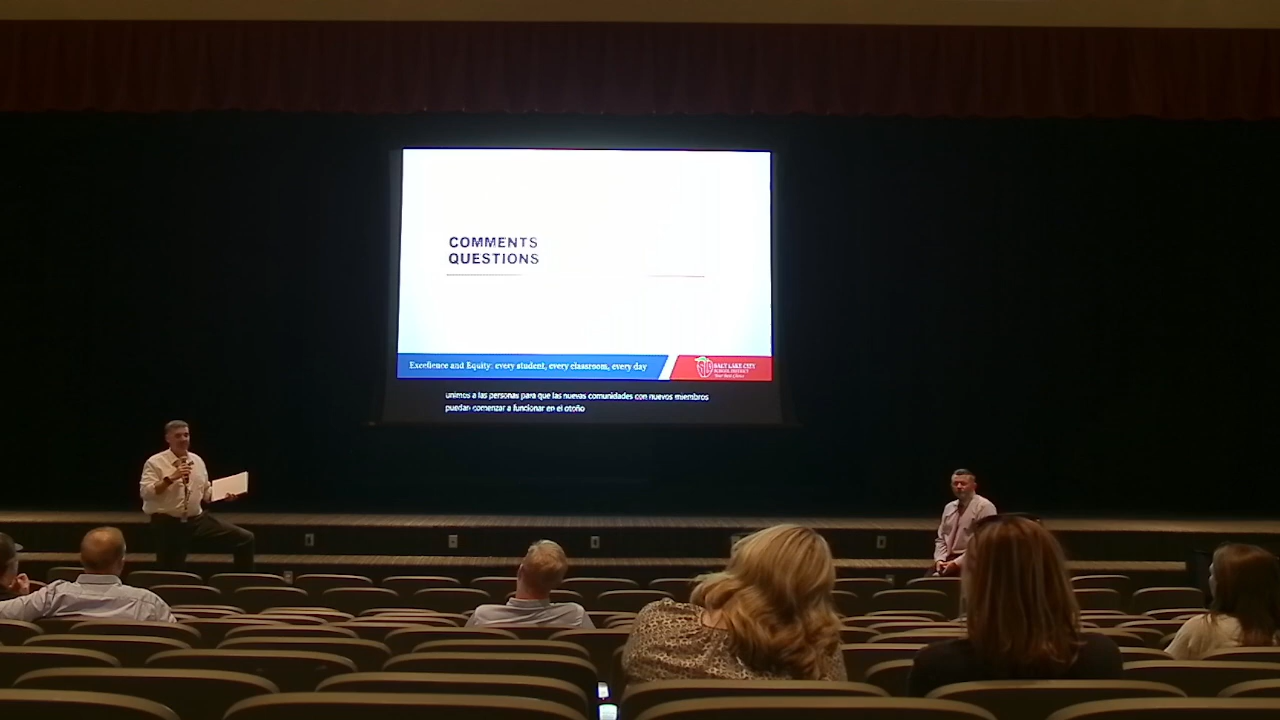 COMMENTS
QUESTIONS
Excellence and Equity: every student, every classroom, every day
SALT LAKE CITY
SCHOOL DISTRICT
unimos a las personas para que las nuevas comunidades con nuevos miembros
puedan comenzar a funcionar en el otoño